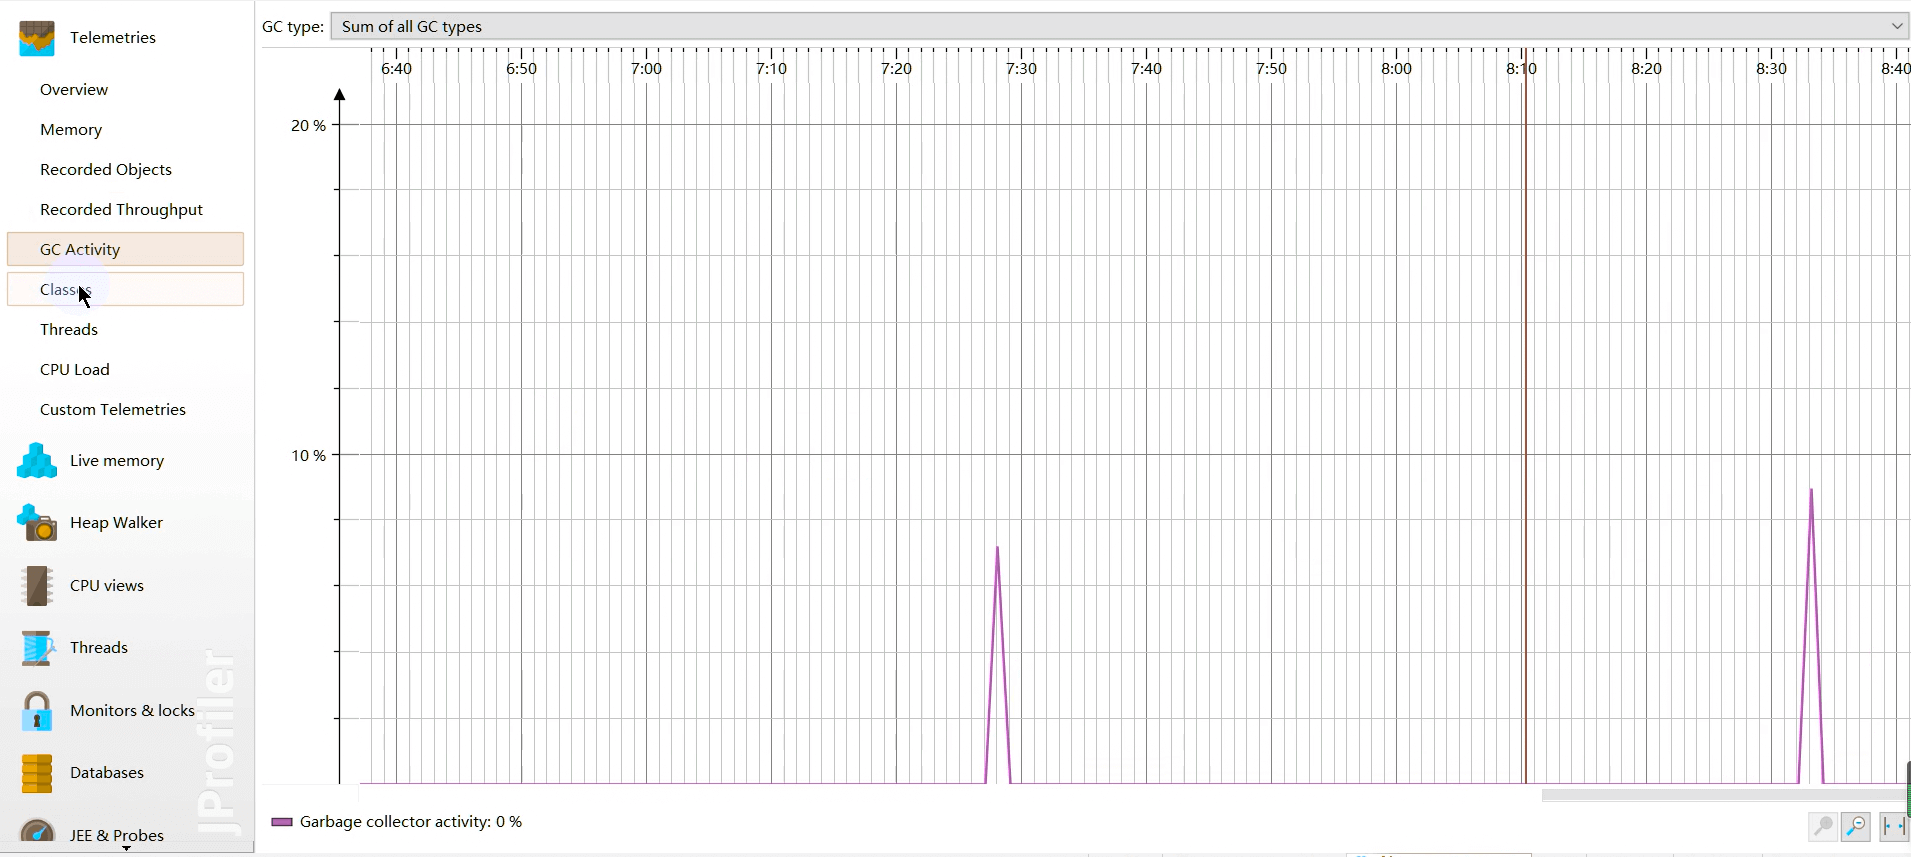 Telemetries
Overview
Memory
Recorded Objects
Recorded Throughput
GC Activity
Classes
Threads
CPU Load
Custom Telemetries
Live memory
Heap Walker
CPU views
Threads
Monitors & locks
Databases
JEE & Probes
JProfiler
GC type: Sum of all GC types
6:40 6:50 7:00 7:10 7:20 7:30 7:40 7:50 8:00 8:10 8:20 8:30 8:40
20 %
10 %
Garbage collector activity: 0 %